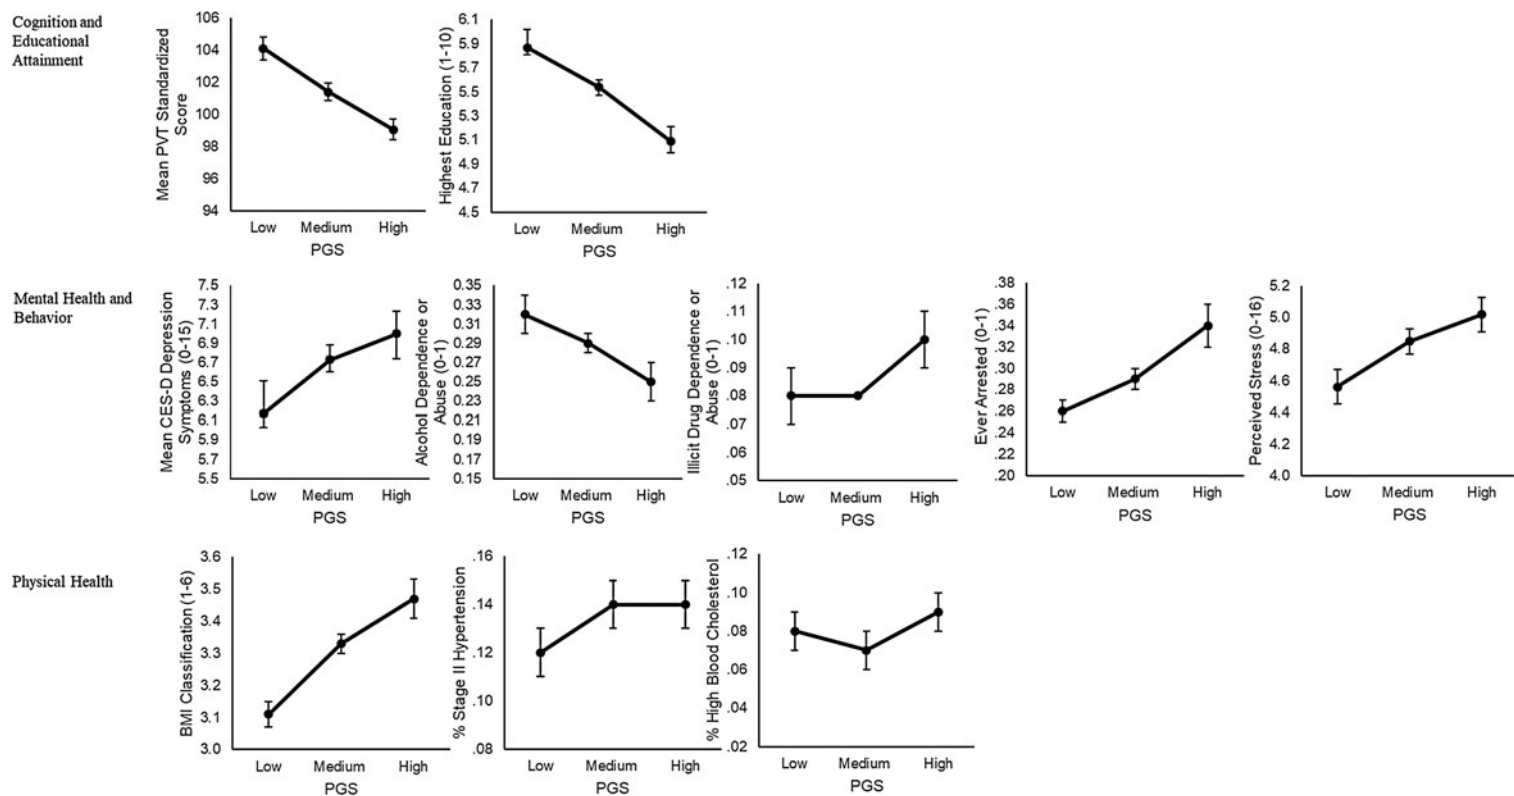 Cognition and
Educational
Attainment
Mean PVT Standardized
Score
106
104
102
100
98
96
94
Low
Medium
High
PGS
Highest Education (1-10)
6.1
5.9
5.7
5.5
5.3
5.1
4.9
4.7
4.5
Low
Medium
High
PGS
Mental Health and
Behavior
Mean CES-D Depression
Symptoms (0-15)
7.5
7.3
7.1
6.9
6.7
6.5
6.3
6.1
5.9
5.7
5.5
Low
Medium
High
PGS
Alcohol Dependence or
Abuse (0-1)
0.35
0.33
0.31
0.29
0.27
0.25
0.23
0.21
0.19
0.17
0.15
Low
Medium
High
PGS
Illicit Drug Dependence or
Abuse (0-1)
.12
.11
.10
.09
.08
.07
.06
.05
Low
Medium
High
PGS
Ever Arrested (0-1)
.38
.36
.34
.32
.30
.28
.26
.24
.22
.20
Low
Medium
High
PGS
Perceived Stress (0-16)
5.2
5.0
4.8
4.6
4.4
4.2
4.0
Low
Medium
High
PGS
Physical Health
BMI Classification (1-6)
3.6
3.5
3.4
3.3
3.2
3.1
3.0
Low
Medium
High
PGS
% Stage II Hypertension
.16
.14
.12
.10
.08
Low
Medium
High
PGS
% High Blood Cholesterol
.12
.10
.08
.06
.04
.02
Low
Medium
High
PGS